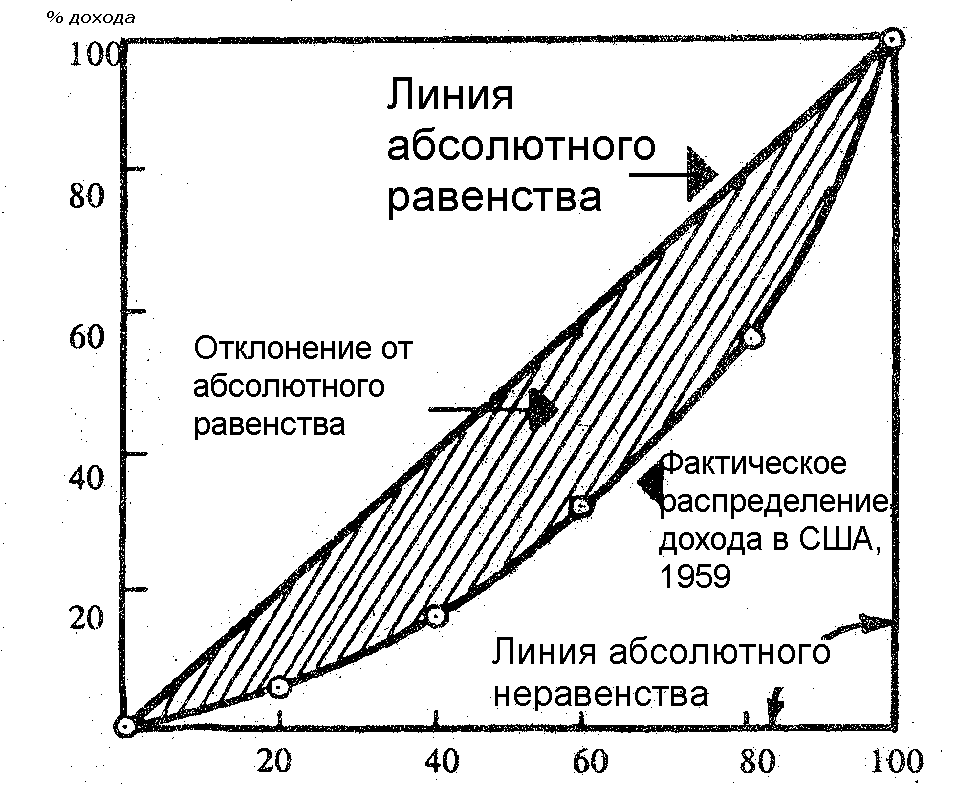 % дохода
100
Линия
абсолютного
равенства
80
60
Отклонение от
абсолютного
равенства
40
Фактическое
распределение
дохода в США,
1959
20
Линия абсолютного
неравенства
20 40 60 80 100